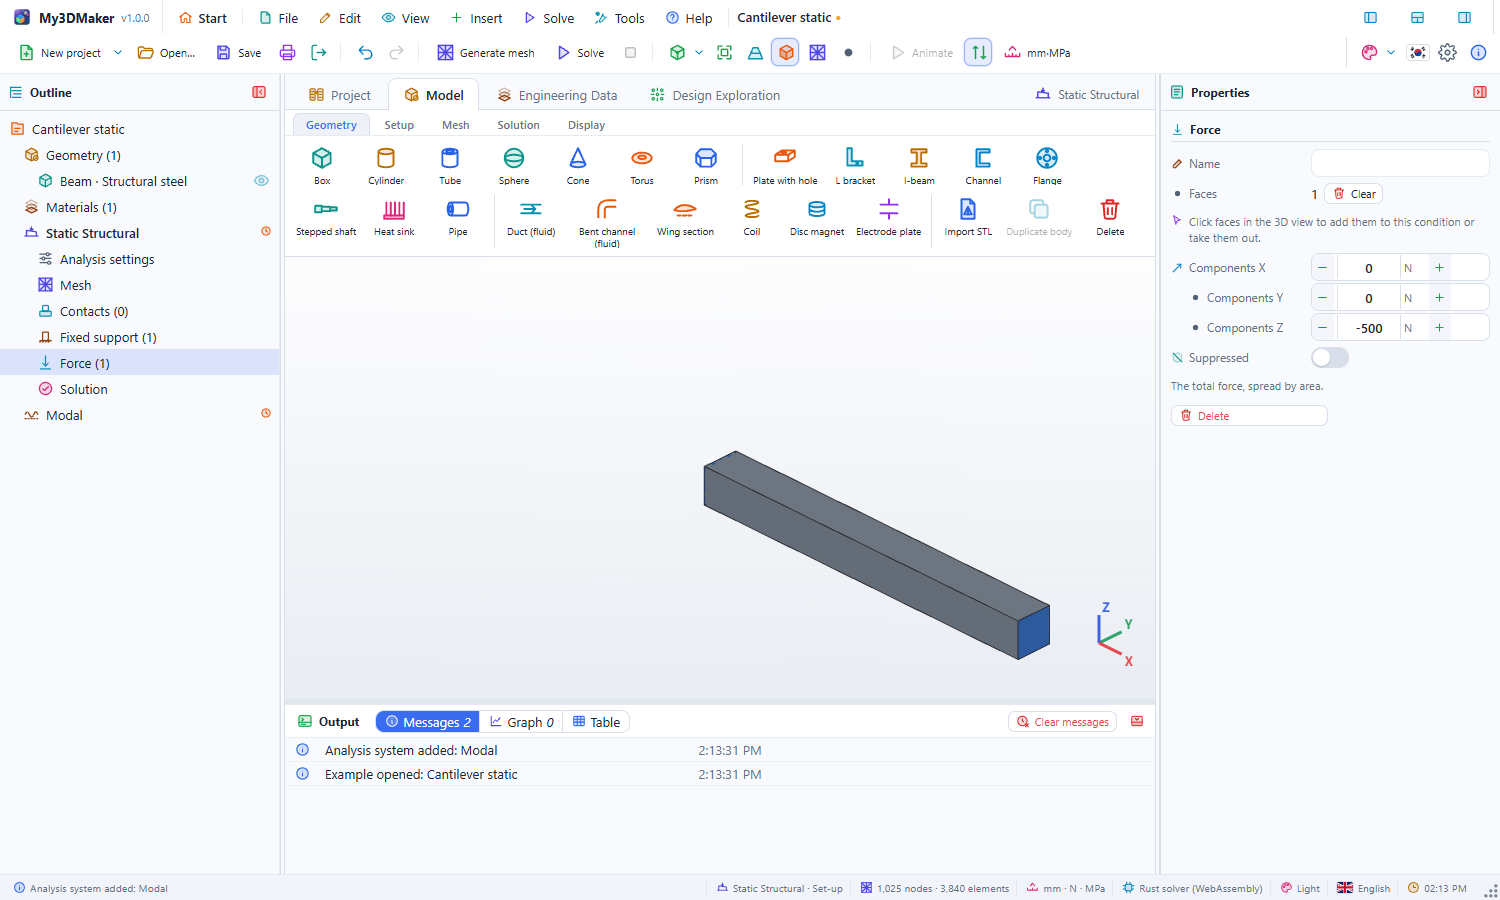 My3DMaker v1.0.0 Start File Edit View Insert Solve Tools Help Cantilever static
New project Open... Save Generate mesh Solve Animate mm·MPa
Outline
Cantilever static
Geometry (1)
Beam · Structural steel
Materials (1)
Static Structural
Analysis settings
Mesh
Contacts (0)
Fixed support (1)
Force (1)
Solution
Modal
Project Model Engineering Data Design Exploration Static Structural
Geometry Setup Mesh Solution Display
Box Cylinder Tube Sphere Cone Torus Prism Plate with hole L bracket I-beam Channel Flange
Stepped shaft Heat sink Pipe Duct (fluid) Bent channel (fluid) Wing section Coil Disc magnet Electrode plate Import STL Duplicate body Delete
Z
Y
X
Output Messages 2 Graph 0 Table Clear messages
Analysis system added: Modal 2:13:31 PM
Example opened: Cantilever static 2:13:31 PM
Properties
Force
Name
Faces 1 Clear
Click faces in the 3D view to add them to this condition or
take them out.
Components X − 0 N +
Components Y − 0 N +
Components Z − -500 N +
Suppressed
The total force, spread by area.
Delete
Analysis system added: Modal Static Structural · Set-up 1,025 nodes · 3,840 elements mm · N · MPa Rust solver (WebAssembly) Light English 02:13 PM